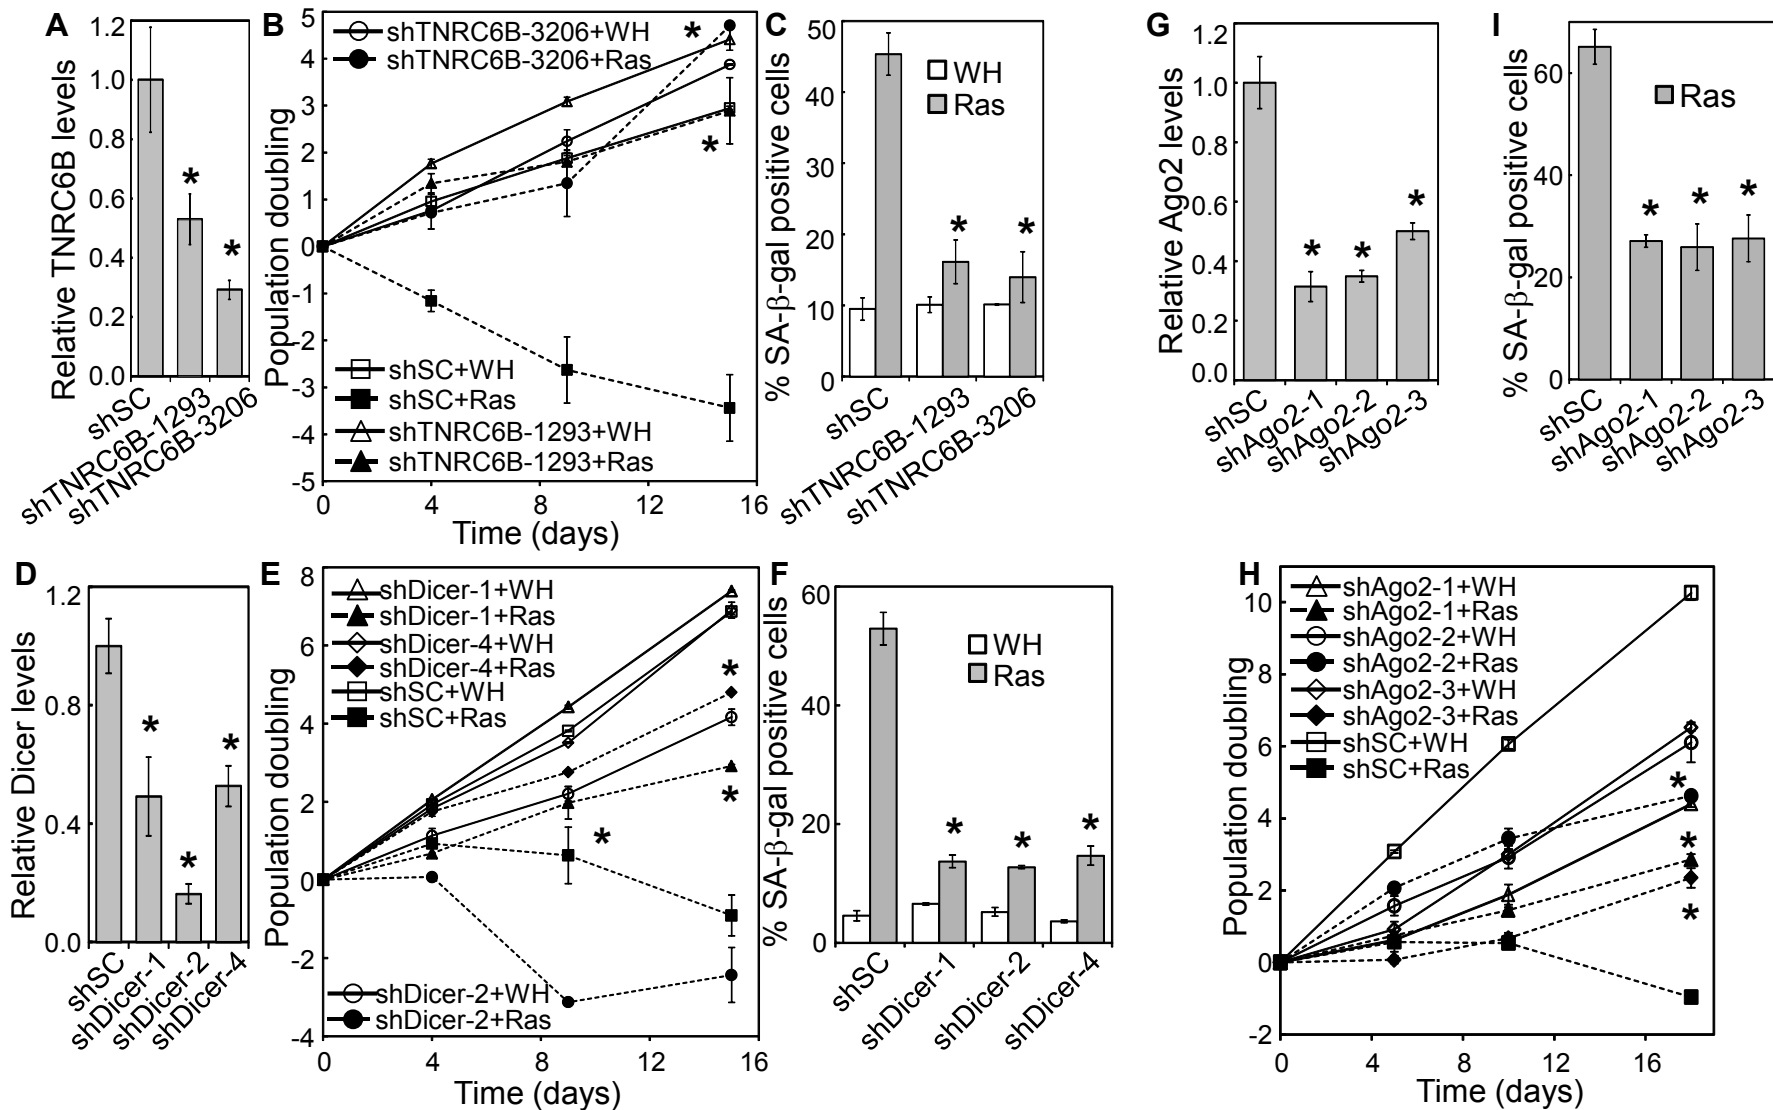 A
Relative TNRC6B levels
1.2
1.0
0.8
0.6
0.4
0.2
0.0
*
*
shSC
shTNRC6B-1293
shTNRC6B-3206
B
Population doubling
5
4
3
2
1
0
-1
-2
-3
-4
-5
shTNRC6B-3206+WH
shTNRC6B-3206+Ras
*
*
shSC+WH
shSC+Ras
shTNRC6B-1293+WH
shTNRC6B-1293+Ras
0 4 8 12 16
Time (days)
C
% SA-β-gal positive cells
50
40
30
20
10
0
WH
Ras
*
*
shSC
shTNRC6B-1293
shTNRC6B-3206
G
Relative Ago2 levels
1.2
1.0
0.8
0.6
0.4
0.2
0.0
*
*
*
shSC
shAgo2-1
shAgo2-2
shAgo2-3
I
% SA-β-gal positive cells
60
40
20
0
Ras
*
*
*
shSC
shAgo2-1
shAgo2-2
shAgo2-3
D
Relative Dicer levels
1.2
0.8
0.4
0.0
*
*
*
shSC
shDicer-1
shDicer-2
shDicer-4
E
Population doubling
8
6
4
2
0
-2
-4
shDicer-1+WH
shDicer-1+Ras
shDicer-4+WH
shDicer-4+Ras
shSC+WH
shSC+Ras
*
*
*
shDicer-2+WH
shDicer-2+Ras
0 4 8 12 16
Time (days)
F
% SA-β-gal positive cells
60
40
20
0
WH
Ras
*
*
*
shSC
shDicer-1
shDicer-2
shDicer-4
H
Population doubling
10
8
6
4
2
0
-2
shAgo2-1+WH
shAgo2-1+Ras
shAgo2-2+WH
shAgo2-2+Ras
shAgo2-3+WH
shAgo2-3+Ras
shSC+WH
shSC+Ras
*
*
*
0 4 8 12 16
Time (days)